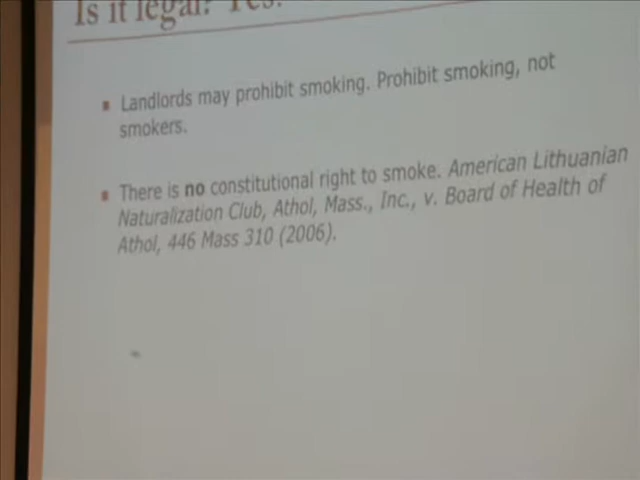 Is it legal? Yes.
Landlords may prohibit smoking. Prohibit smoking, not
smokers.
There is no constitutional right to smoke. American Lithuanian
Naturalization Club, Athol, Mass., Inc., v. Board of Health of
Athol, 446 Mass 310 (2006).